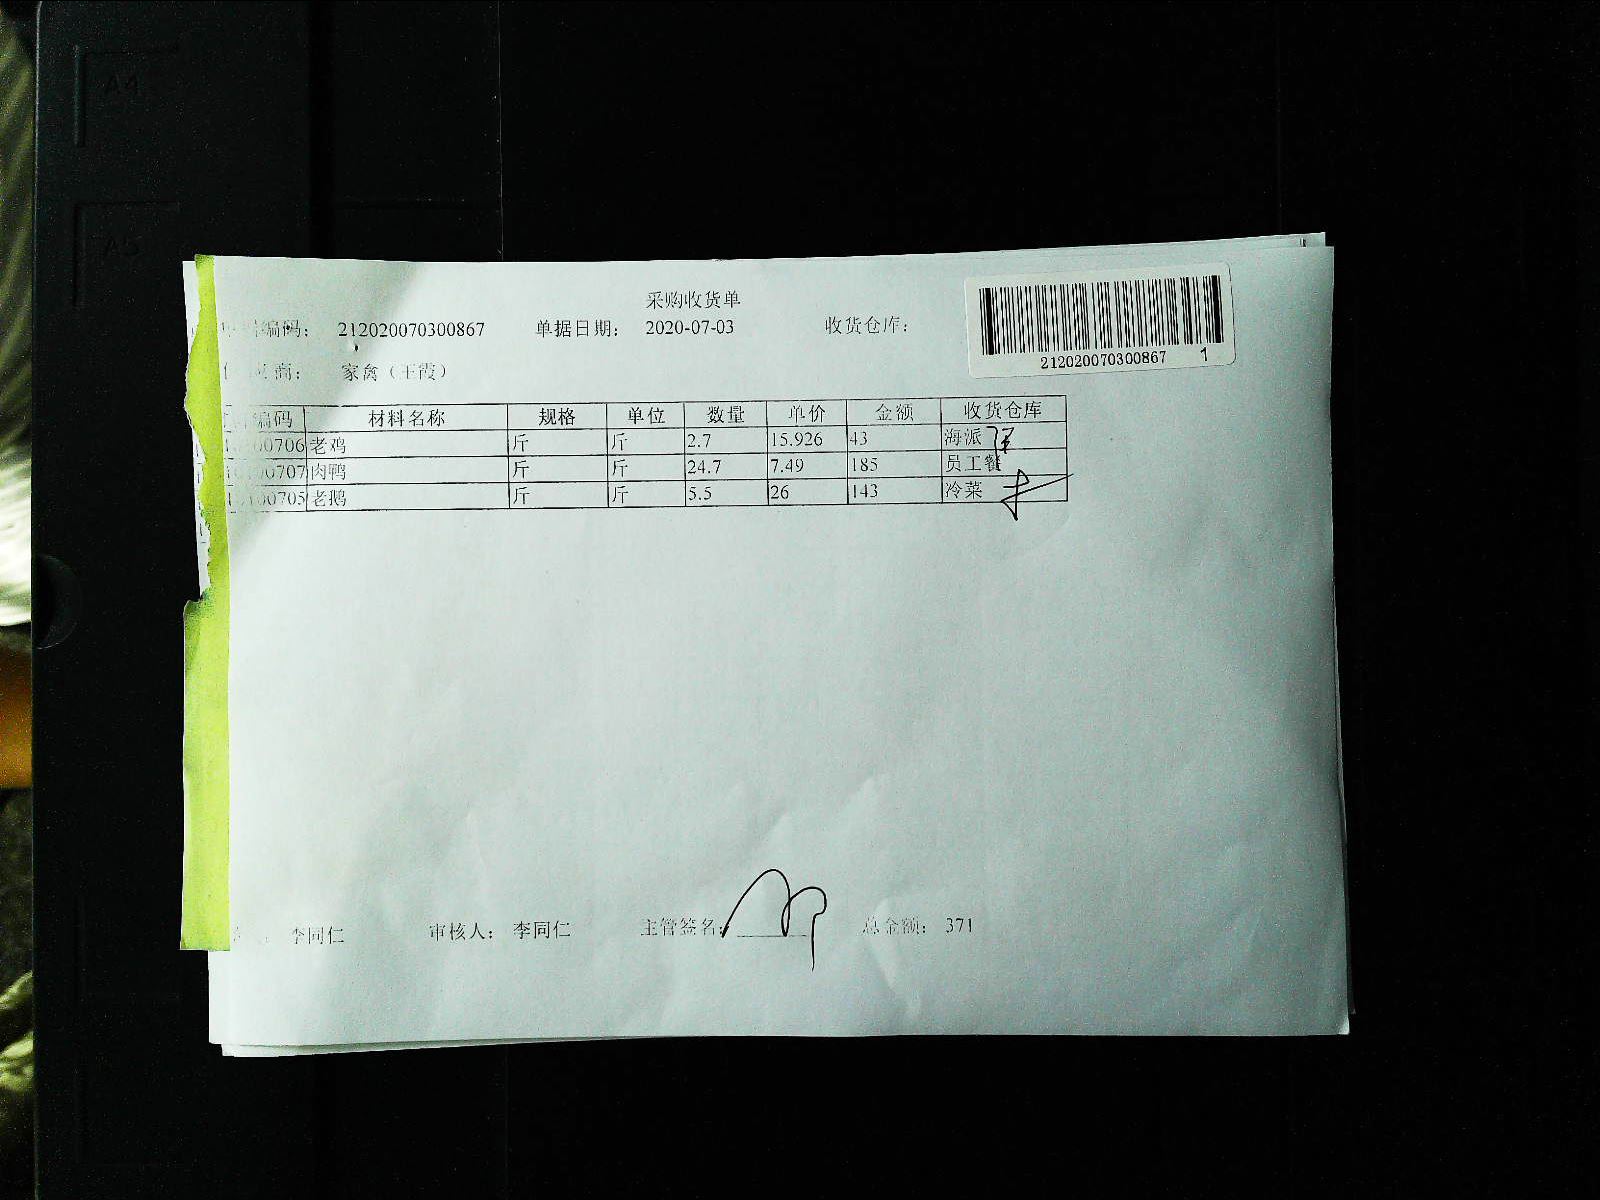 A4
A5
采购收货单
编码： 212020070300867 单据日期： 2020-07-03 收货仓库：
212020070300867 1
商： 家禽（王霞）
编码 材料名称 规格 单位 数量 单价 金额 收货仓库
00706 老鸡 斤 斤 2.7 15.926 43 海派
00707 肉鸭 斤 斤 24.7 7.49 185 员工餐
00705 老鹅 斤 斤 5.5 26 143 冷菜
李同仁 审核人： 李同仁 主管签名： 总金额： 371